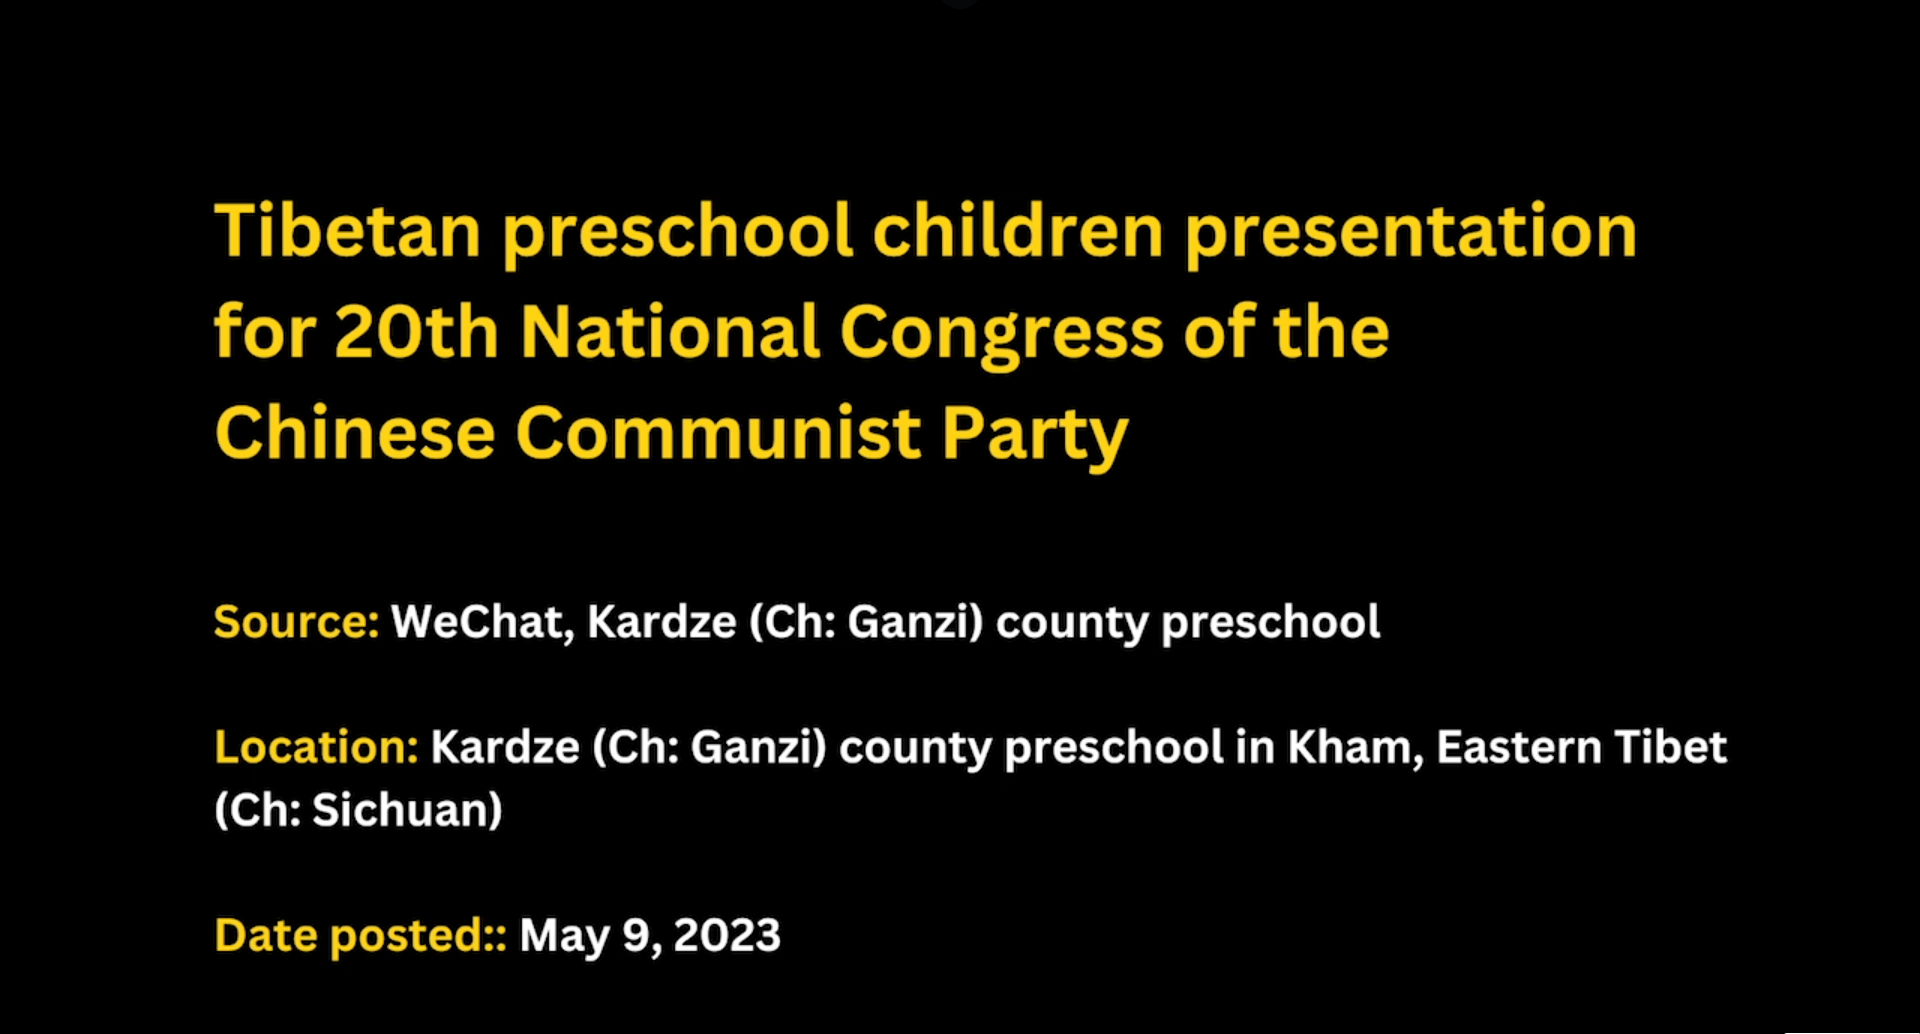 Tibetan preschool children presentation
for 20th National Congress of the
Chinese Communist Party
Source: WeChat, Kardze (Ch: Ganzi) county preschool
Location: Kardze (Ch: Ganzi) county preschool in Kham, Eastern Tibet
(Ch: Sichuan)
Date posted:: May 9, 2023